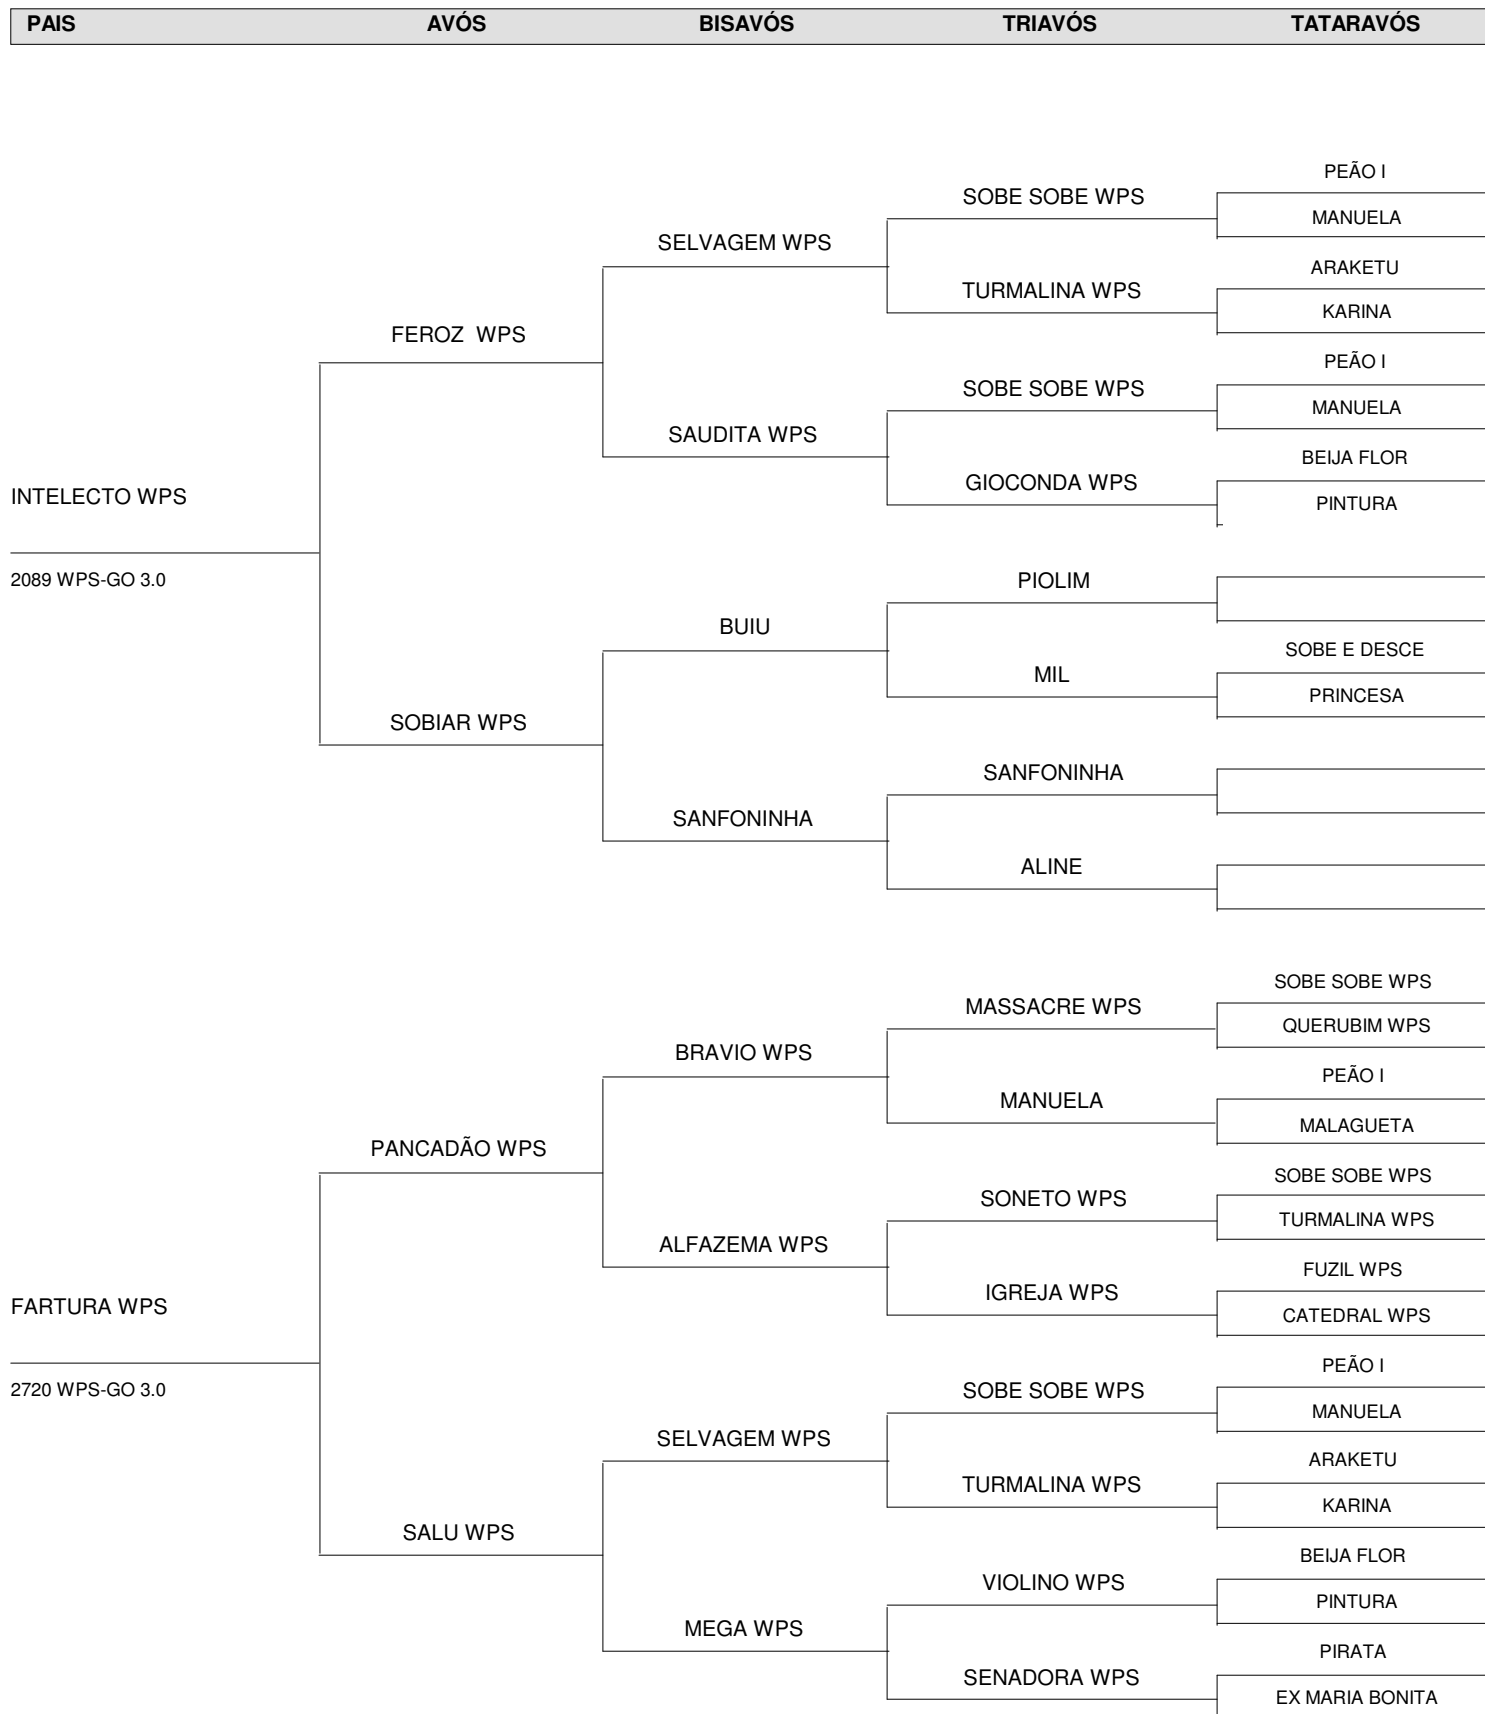 PAIS AVÓS BISAVÓS TRIAVÓS TATARAVÓS
PEÃO I
SOBE SOBE WPS
MANUELA
SELVAGEM WPS
ARAKETU
TURMALINA WPS
KARINA
FEROZ WPS
PEÃO I
SOBE SOBE WPS
MANUELA
SAUDITA WPS
BEIJA FLOR
GIOCONDA WPS
INTELECTO WPS
PINTURA
2089 WPS-GO 3.0
PIOLIM
BUIU
SOBE E DESCE
MIL
PRINCESA
SOBIAR WPS
SANFONINHA
SANFONINHA
ALINE
SOBE SOBE WPS
MASSACRE WPS
QUERUBIM WPS
BRAVIO WPS
PEÃO I
MANUELA
MALAGUETA
PANCADÃO WPS
SOBE SOBE WPS
SONETO WPS
TURMALINA WPS
ALFAZEMA WPS
FUZIL WPS
IGREJA WPS
FARTURA WPS
CATEDRAL WPS
PEÃO I
2720 WPS-GO 3.0
SOBE SOBE WPS
MANUELA
SELVAGEM WPS
ARAKETU
TURMALINA WPS
KARINA
SALU WPS
BEIJA FLOR
VIOLINO WPS
PINTURA
MEGA WPS
PIRATA
SENADORA WPS
EX MARIA BONITA